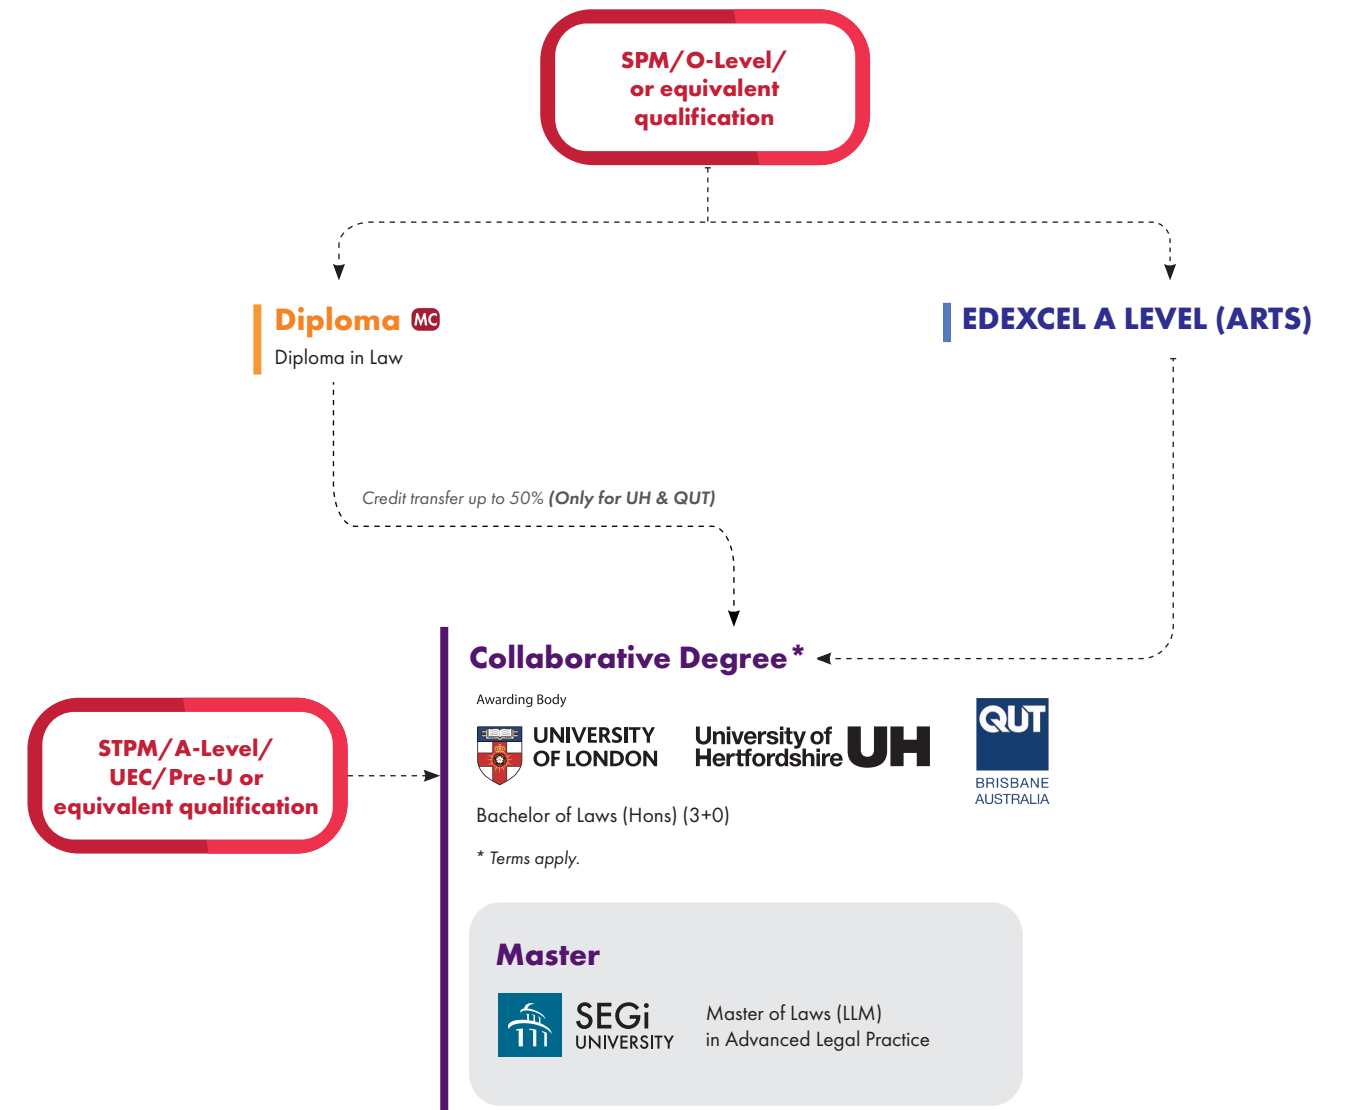 SPM/O-Level/
or equivalent
qualification
Diploma MC
Diploma in Law
EDEXCEL A LEVEL (ARTS)
Credit transfer up to 50% (Only for UH & QUT)
Collaborative Degree*
Awarding Body
UNIVERSITY
OF LONDON
University of
Hertfordshire
UH
QUT
BRISBANE
AUSTRALIA
STPM/A-Level/
UEC/Pre-U or
equivalent qualification
Bachelor of Laws (Hons) (3+0)
* Terms apply.
Master
SEGi
UNIVERSITY
Master of Laws (LLM)
in Advanced Legal Practice